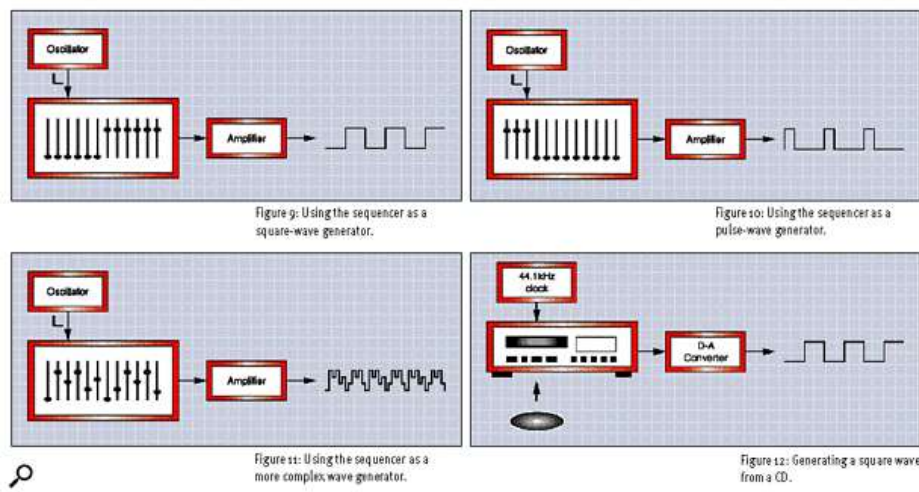 Oscillator
Amplifier
Figure 9: Using the sequencer as a
square-wave generator.
Oscillator
Amplifier
Figure 10: Using the sequencer as a
pulse-wave generator.
Oscillator
Amplifier
Figure 11: Using the sequencer as a
more complex wave generator.
44.1kHz
clock
D-A
Converter
Figure 12: Generating a square wave
from a CD.